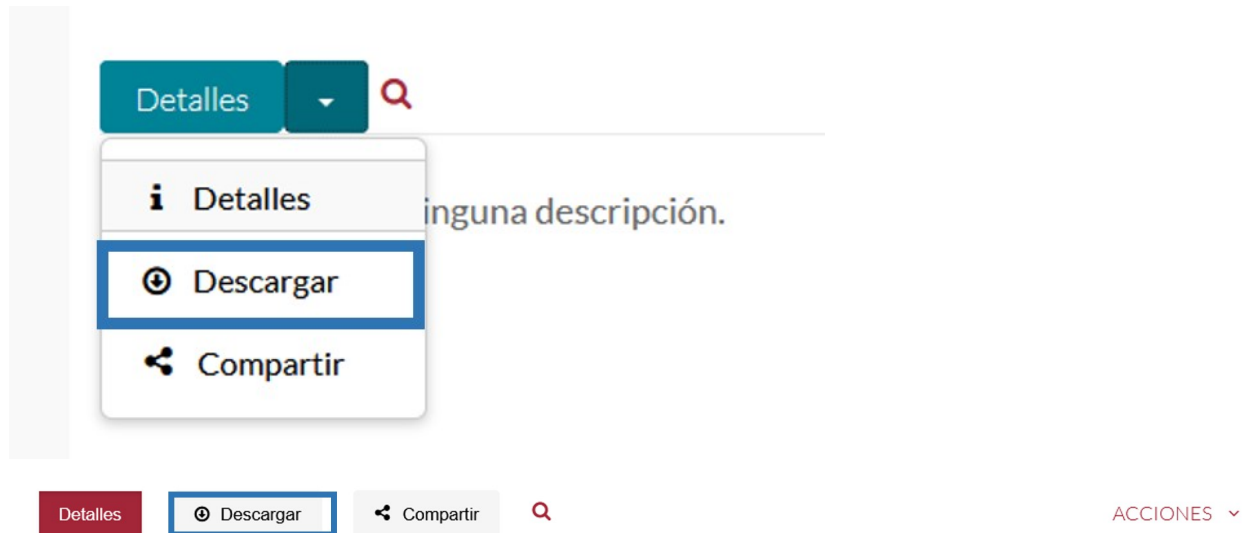 Detalles
Detalles
inguna descripción.
Descargar
Compartir
Detalles Descargar Compartir ACCIONES